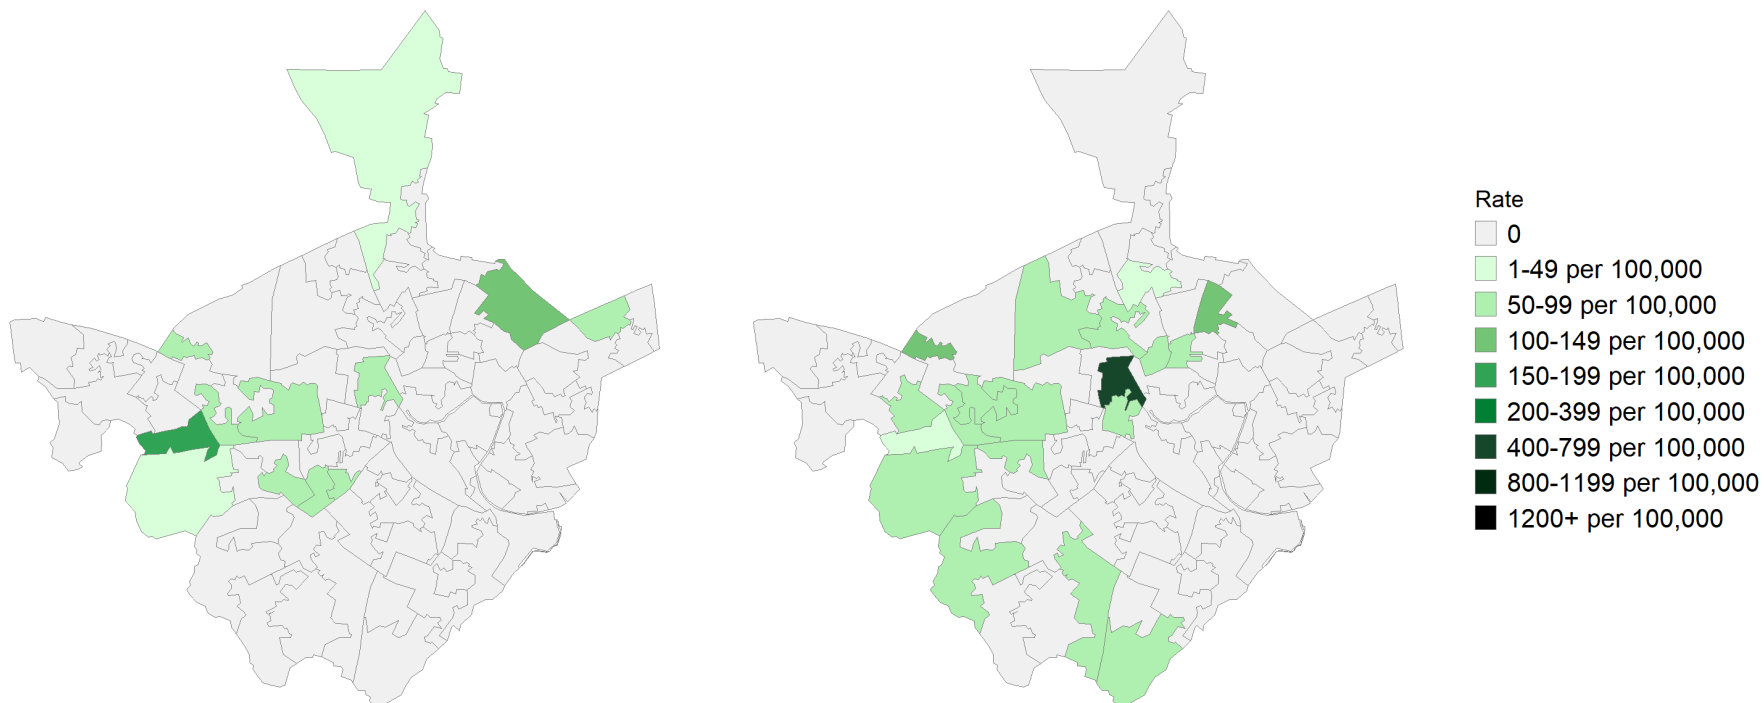 Rate
0
1-49 per 100,000
50-99 per 100,000
100-149 per 100,000
150-199 per 100,000
200-399 per 100,000
400-799 per 100,000
800-1199 per 100,000
1200+ per 100,000